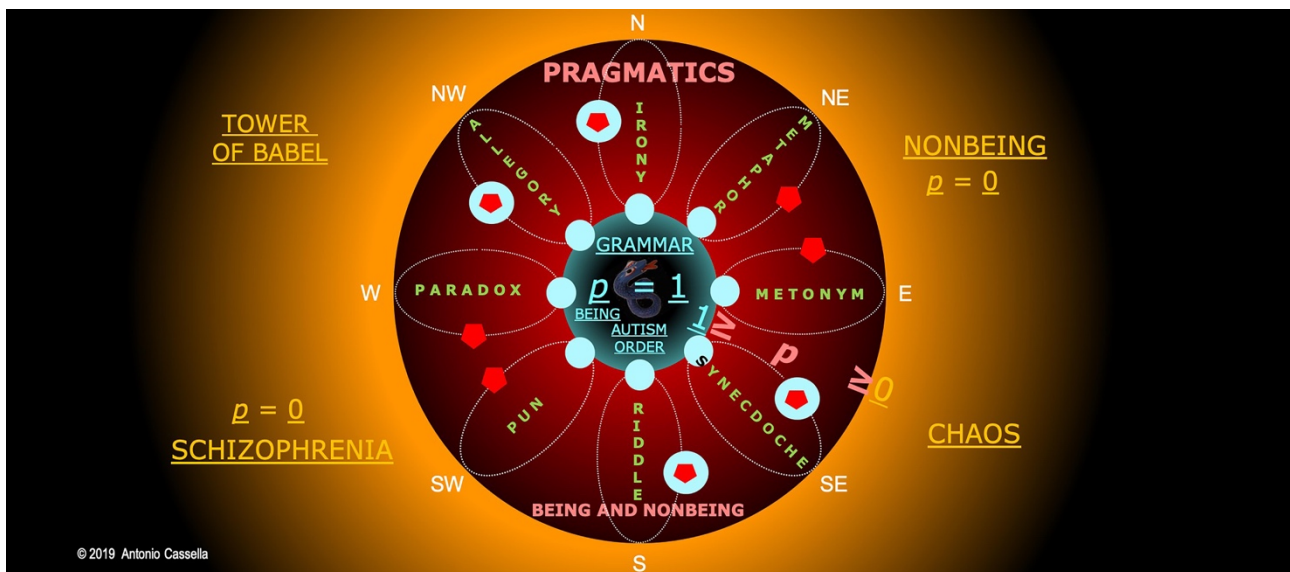 N
PRAGMATICS
NW
NE
IRONY
ALLEGORY
METAPHOR
TOWER
OF BABEL
NONBEING
p = 0
GRAMMAR
W
PARADOX
p = 1
METONYM
E
BEING
AUTISM
ORDER
1 ≥ p ≥ 0
SYNECDOCHE
PUN
RIDDLE
p = 0
SCHIZOPHRENIA
CHAOS
SW
SE
BEING AND NONBEING
S
© 2019 Antonio Cassella